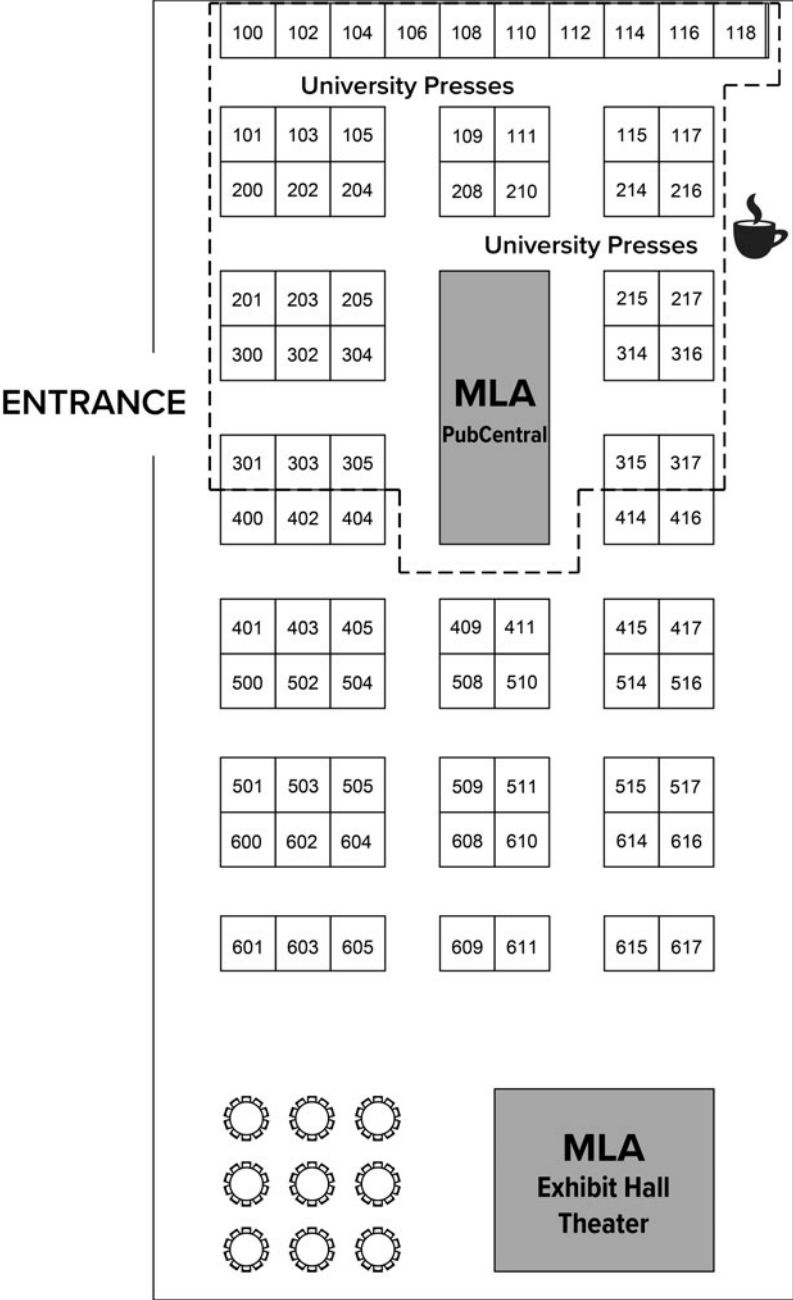 100 102 104 106 108 110 112 114 116 118
University Presses
101 103 105 109 111 115 117
200 202 204 208 210 214 216
University Presses
201 203 205 215 217
300 302 304 314 316
MLA
PubCentral
ENTRANCE
301 303 305 315 317
400 402 404 414 416
401 403 405 409 411 415 417
500 502 504 508 510 514 516
501 503 505 509 511 515 517
600 602 604 608 610 614 616
601 603 605 609 611 615 617
MLA
Exhibit Hall
Theater